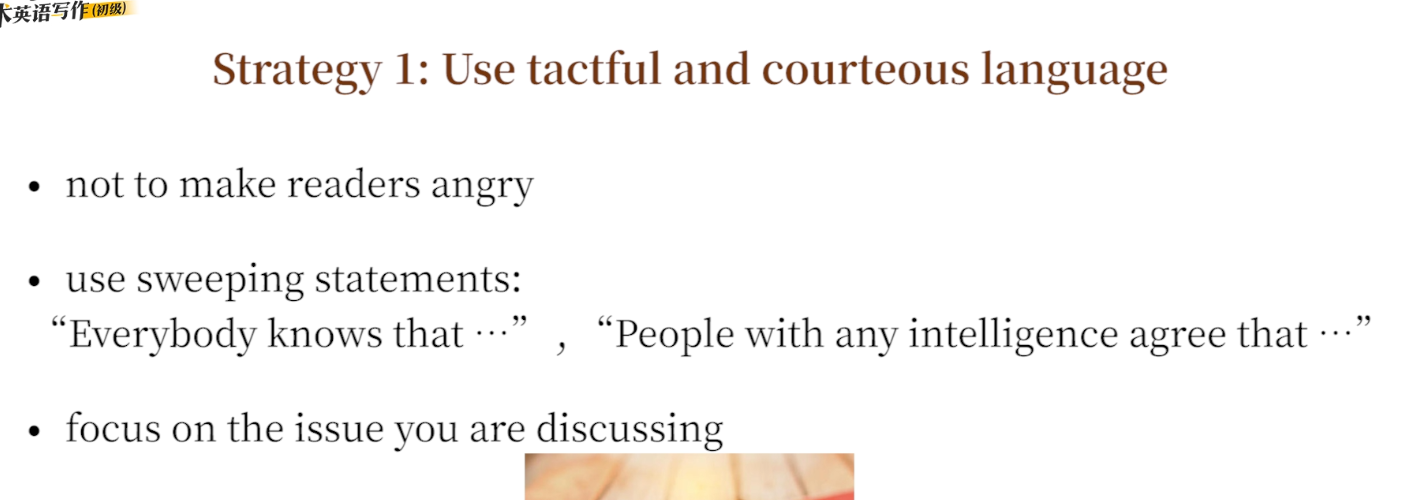 木英语写作(初级)
Strategy 1: Use tactful and courteous language
• not to make readers angry
• use sweeping statements:
“Everybody knows that ···” , “People with any intelligence agree that ···”
• focus on the issue you are discussing